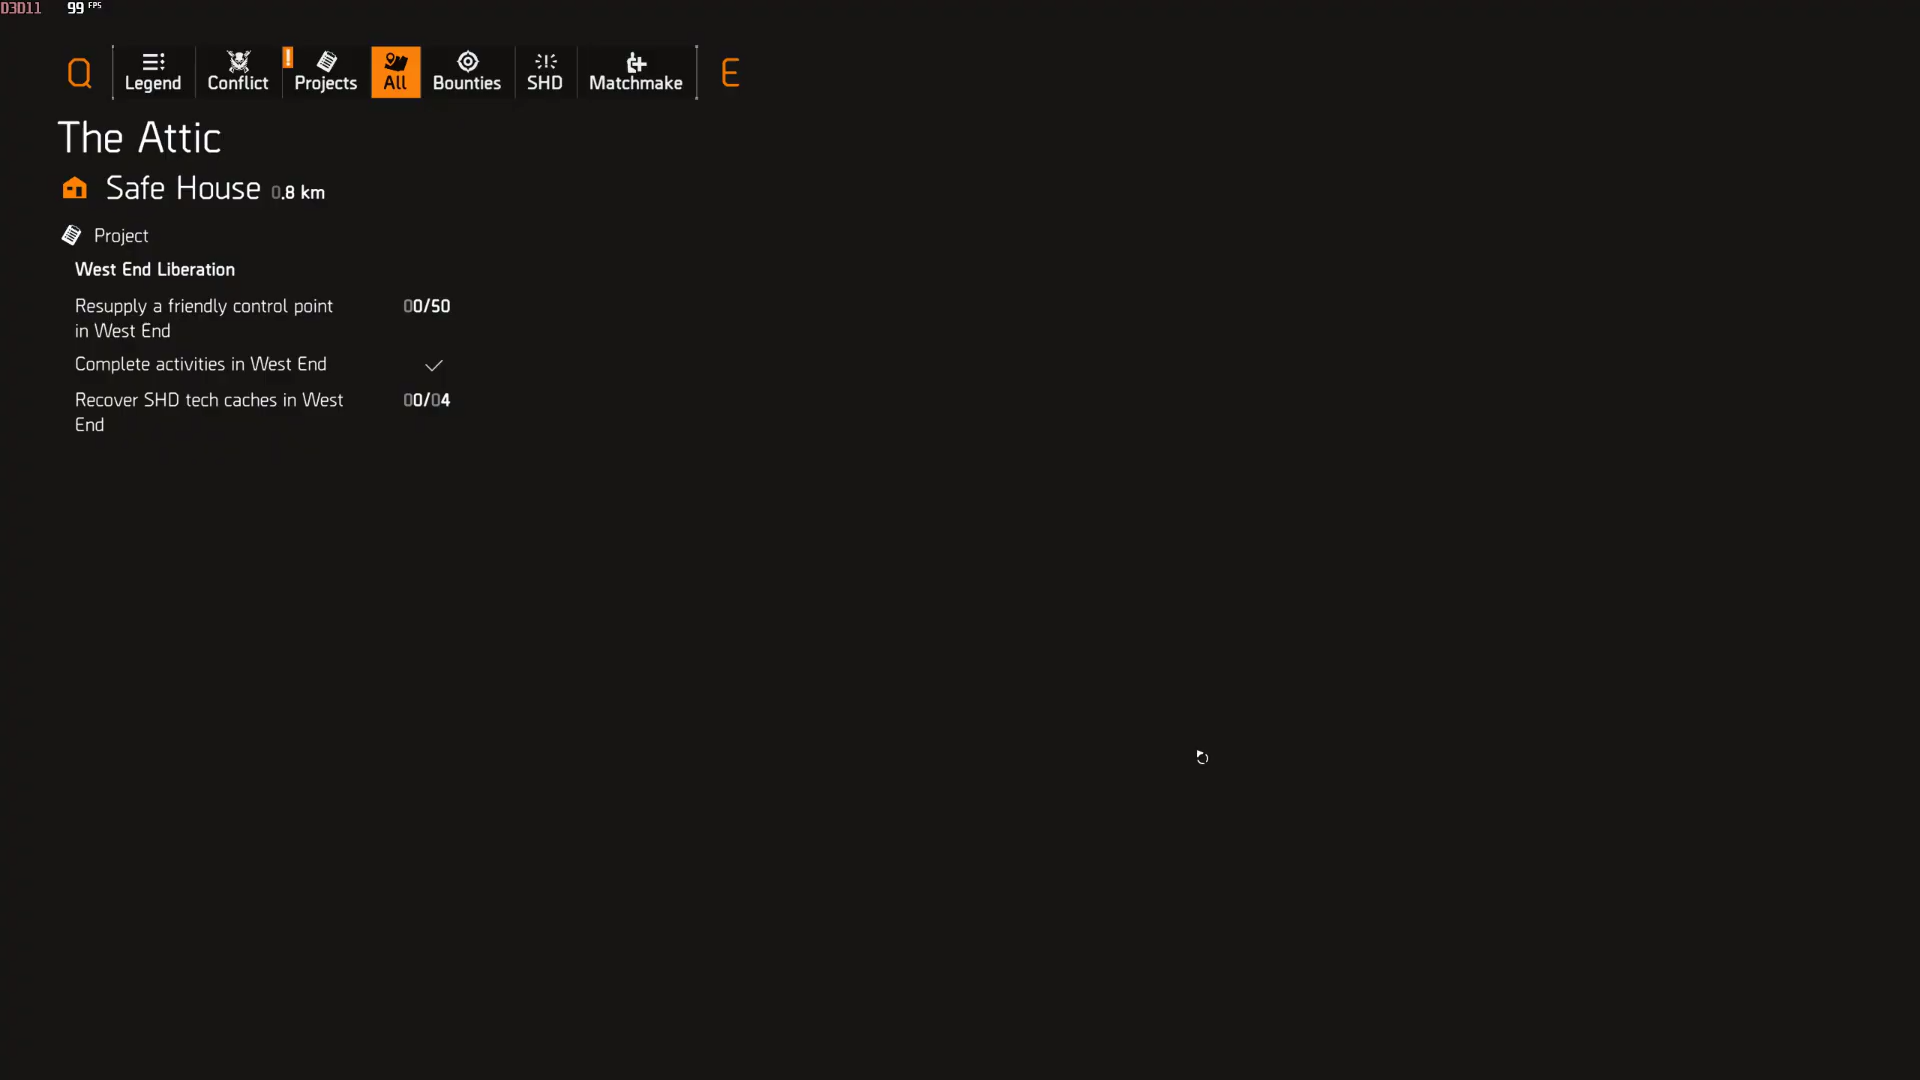 D3D11 99 FPS
Q Legend Conflict ! Projects All Bounties SHD Matchmake E
The Attic
Safe House 0.8 km
Project
West End Liberation
Resupply a friendly control point 00/50
in West End
Complete activities in West End
Recover SHD tech caches in West 00/04
End